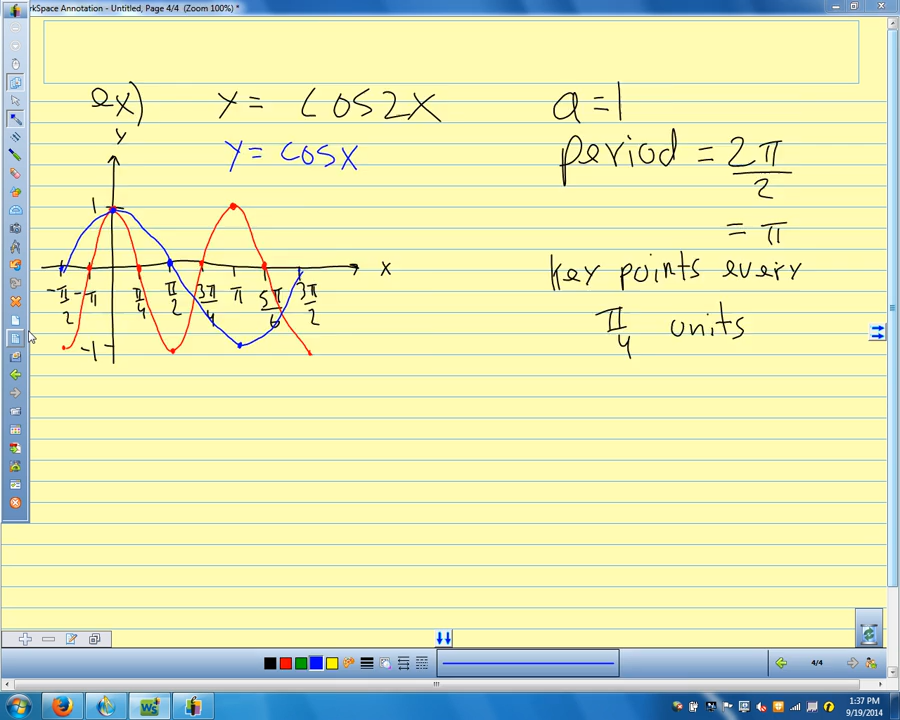 rkSpace Annotation - Untitled, Page 4/4 (Zoom 100%) *
ex) y = cos2x a = 1
y = cosx period = 2π/2
= π
key points every
π/4 units
y
1
x
-π/2 -π π/4 π/2 3π/4 π 5π/6 3π/2
-1
4/4
1:37 PM
9/19/2014